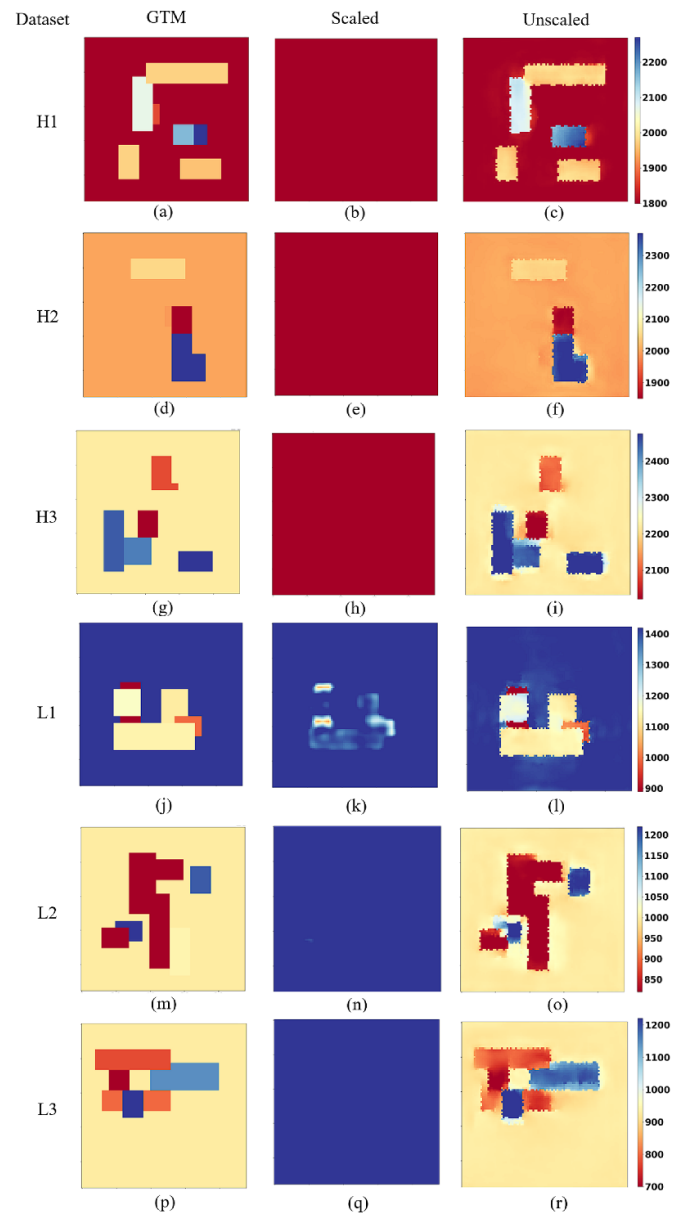 Dataset GTM Scaled Unscaled
H1
2200
2100
2000
1900
1800
(a) (b) (c)
H2
2300
2200
2100
2000
1900
(d) (e) (f)
H3
2400
2300
2200
2100
(g) (h) (i)
L1
1400
1300
1200
1100
1000
900
(j) (k) (l)
L2
1200
1150
1100
1050
1000
950
900
850
(m) (n) (o)
L3
1200
1100
1000
900
800
700
(p) (q) (r)